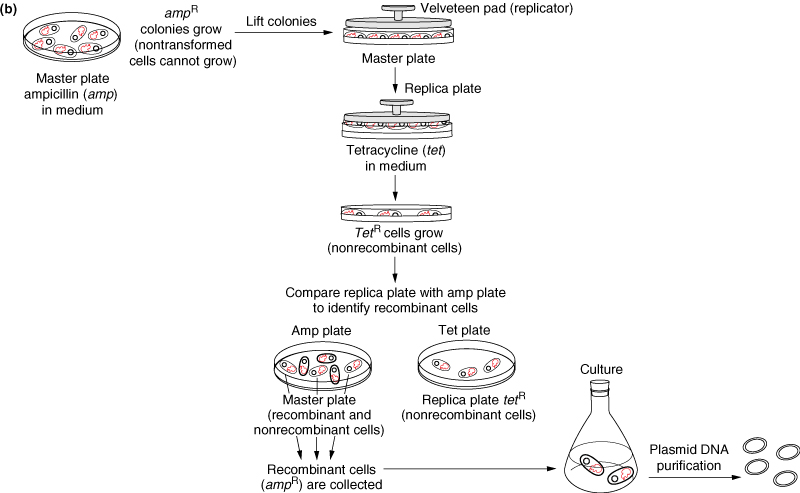 (b)
amp^R
colonies grow
(nontransformed
cells cannot grow)
Lift colonies
Velveteen pad (replicator)
Master plate
ampicillin (amp)
in medium
Master plate
Replica plate
Tetracycline (tet)
in medium
Tet^R cells grow
(nonrecombinant cells)
Compare replica plate with amp plate
to identify recombinant cells
Amp plate
Tet plate
Master plate
(recombinant and
nonrecombinant cells)
Replica plate tet^R
(nonrecombinant cells)
Recombinant cells
(amp^R) are collected
Culture
Plasmid DNA
purification